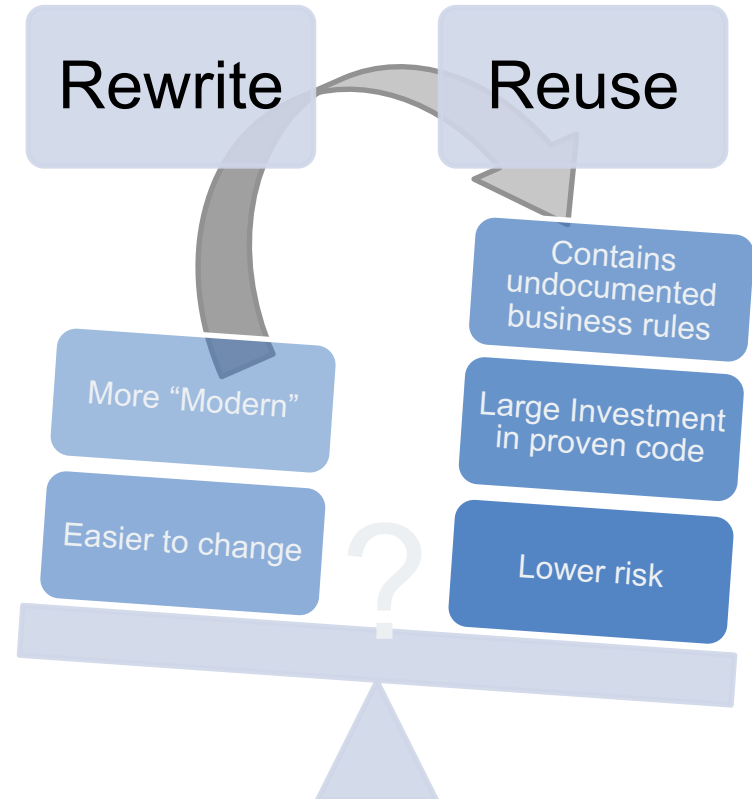 Rewrite
Reuse
Contains
undocumented
business rules
More “Modern”
Large Investment
in proven code
Easier to change
Lower risk
?